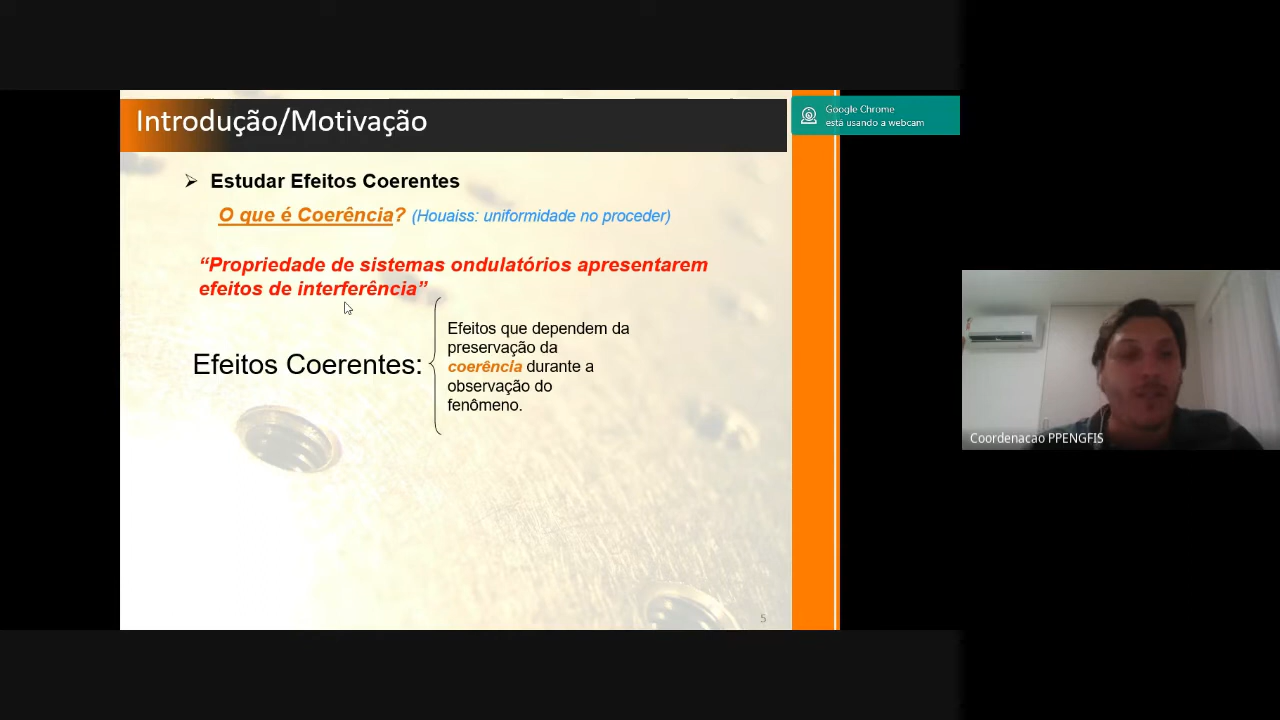 Introdução/Motivação
Google Chrome
está usando a webcam
➢ Estudar Efeitos Coerentes
O que é Coerência? (Houaiss: uniformidade no proceder)
“Propriedade de sistemas ondulatórios apresentarem
efeitos de interferência”
Efeitos Coerentes:
Efeitos que dependem da
preservação da
coerência durante a
observação do
fenômeno.
5
Coordenacao PPENGFIS